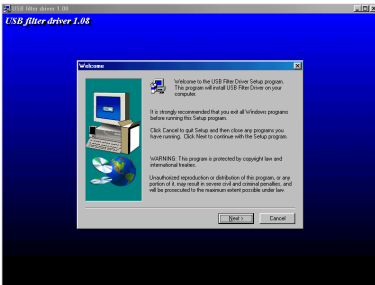 USB filter driver 1.08
USB filter driver 1.08
Welcome
Welcome to the USB Filter Driver Setup program.
This program will install USB Filter Driver on your
computer.
It is strongly recommended that you exit all Windows programs
before running this Setup program.
Click Cancel to quit Setup and then close any programs you
have running. Click Next to continue with the Setup program.
WARNING: This program is protected by copyright law and
international treaties.
Unauthorized reproduction or distribution of this program, or any
portion of it, may result in severe civil and criminal penalties, and
will be prosecuted to the maximum extent possible under law.
Next >
Cancel